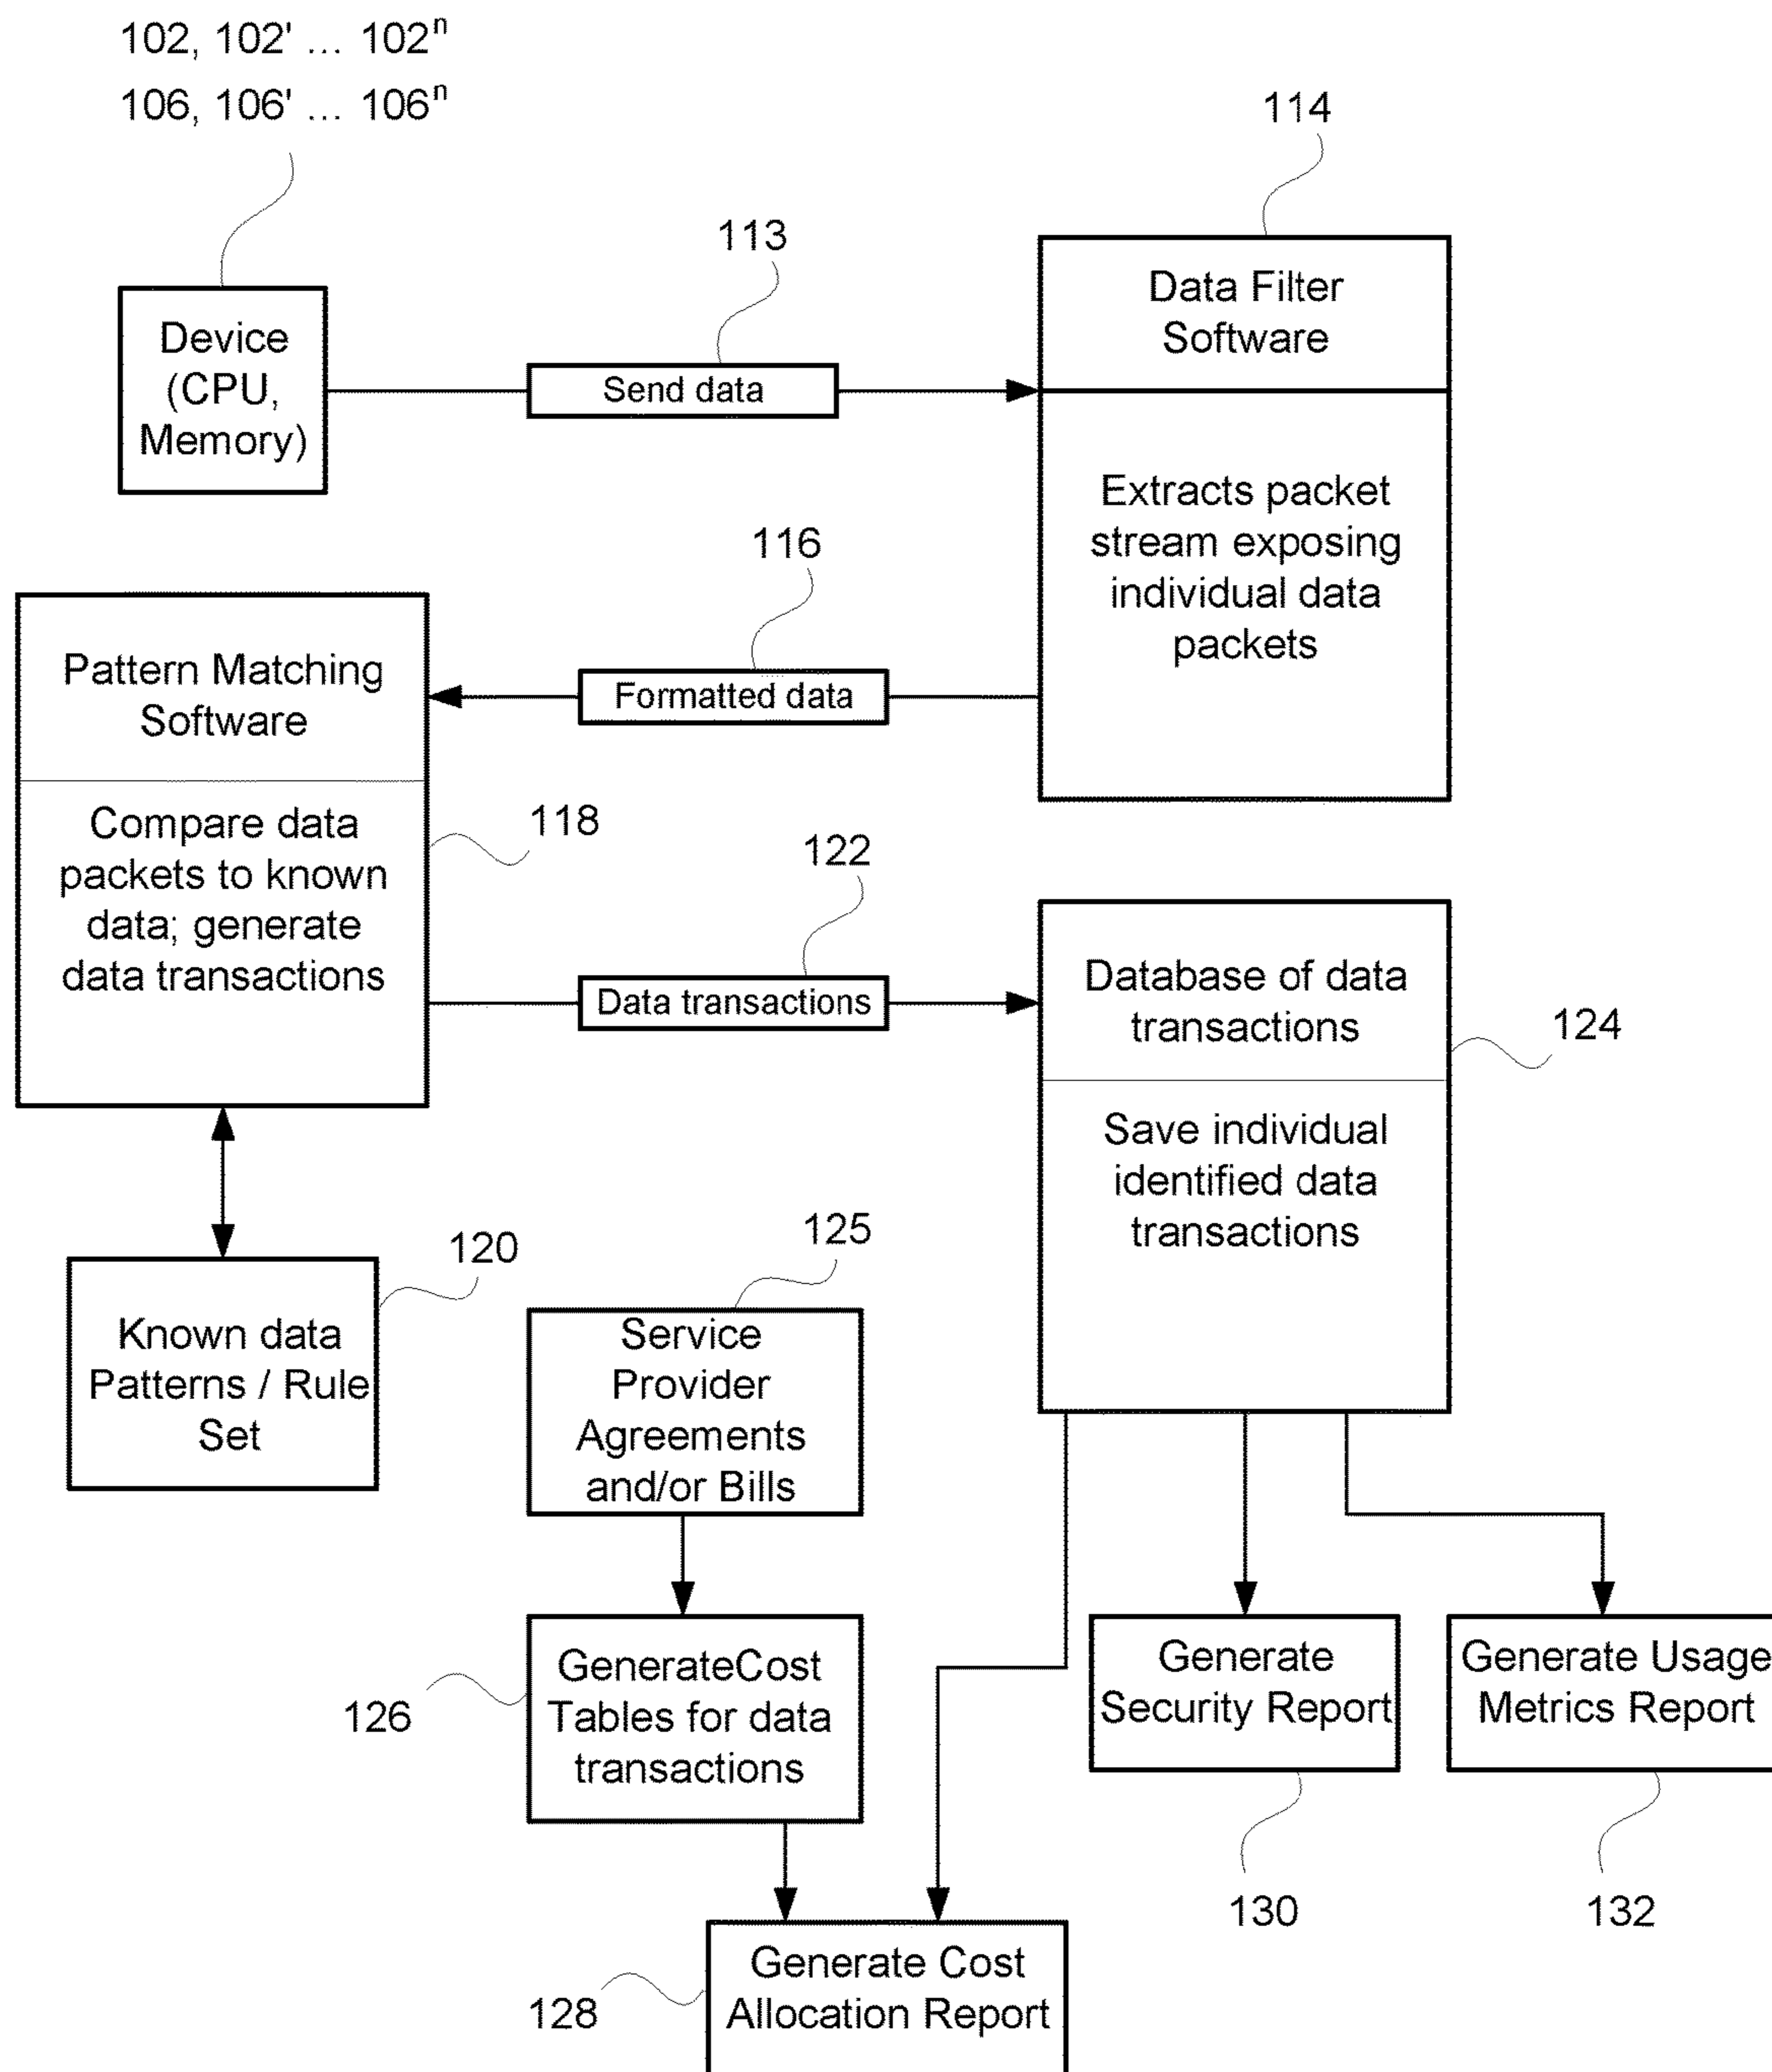 102, 102' ... 102ⁿ
106, 106' ... 106ⁿ
114
113
Data Filter
Software
Device
(CPU,
Memory)
Send data
Extracts packet
stream exposing
individual data
packets
116
Pattern Matching
Software
Formatted data
Compare data
packets to known
data; generate
data transactions
118
122
Data transactions
Database of data
transactions
124
Save individual
identified data
transactions
120
125
Known data
Patterns / Rule
Set
Service
Provider
Agreements
and/or Bills
GenerateCost
Tables for data
transactions
126
Generate
Security Report
Generate Usage
Metrics Report
130
132
Generate Cost
Allocation Report
128